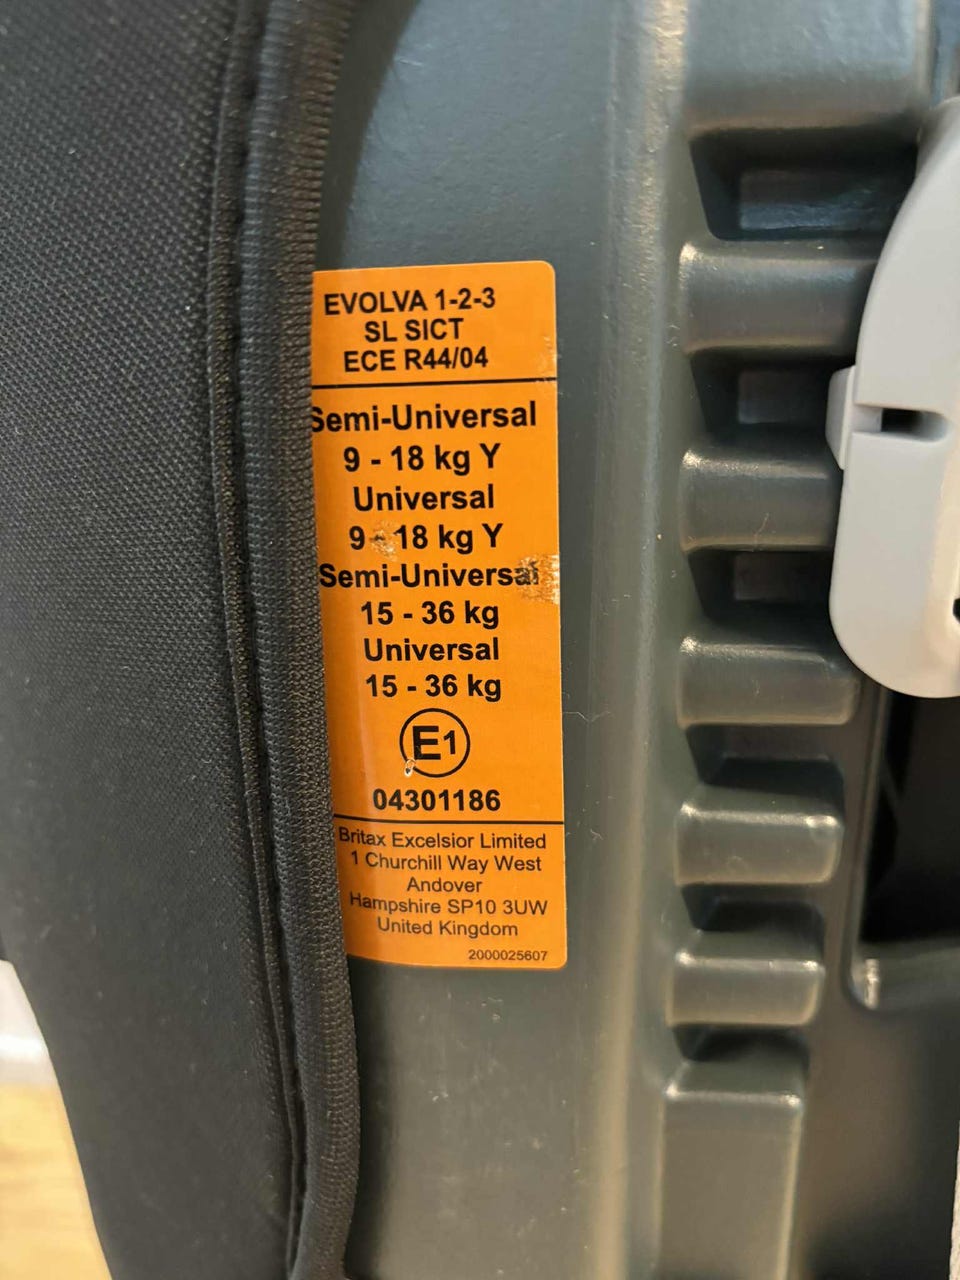 EVOLVA 1-2-3
SL SICT
ECE R44/04
Semi-Universal
9 - 18 kg Y
Universal
9 - 18 kg Y
Semi-Universal
15 - 36 kg
Universal
15 - 36 kg
E1
04301186
Britax Excelsior Limited
1 Churchill Way West
Andover
Hampshire SP10 3UW
United Kingdom
2000025607